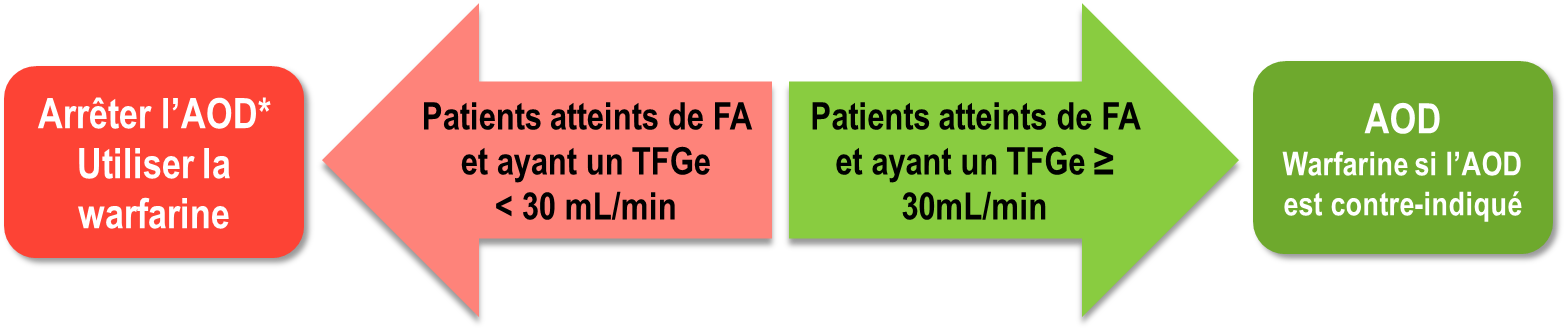 Arrêter l’AOD*
Utiliser la
warfarine
Patients atteints de FA
et ayant un TFGe
< 30 mL/min
Patients atteints de FA
et ayant un TFGe ≥
30mL/min
AOD
Warfarine si l’AOD
est contre-indiqué